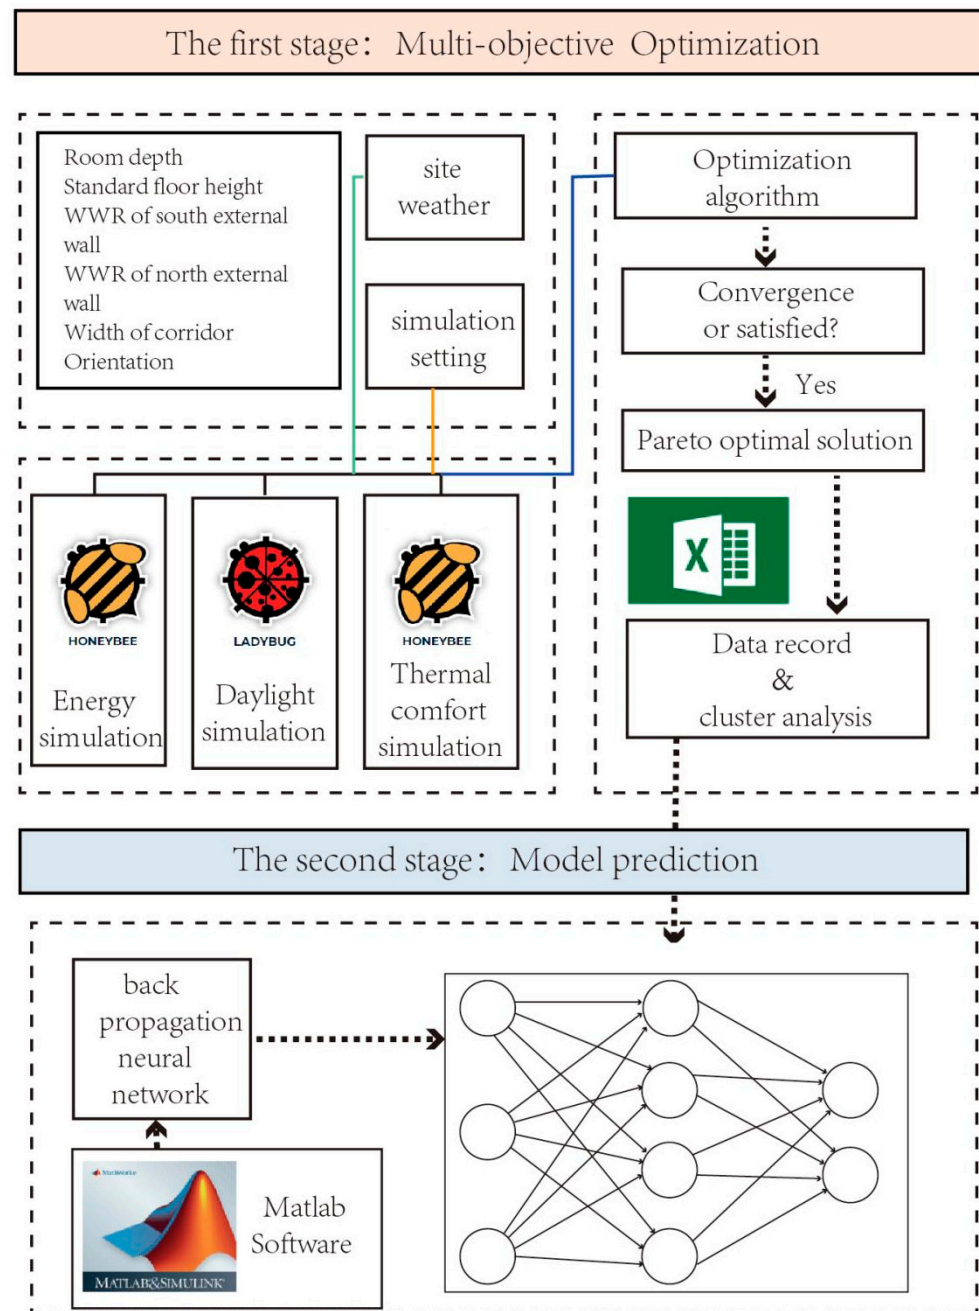 The first stage: Multi-objective Optimization
Room depth
Standard floor height
WWR of south external
wall
WWR of north external
wall
Width of corridor
Orientation
site
weather
simulation
setting
Optimization
algorithm
Convergence
or satisfied?
Yes
Pareto optimal solution
X
Data record
&
cluster analysis
HONEYBEE
Energy
simulation
LADYBUG
Daylight
simulation
HONEYBEE
Thermal
comfort
simulation
The second stage: Model prediction
back
propagation
neural
network
MathWorks
MATLAB&SIMULINK®
Matlab
Software